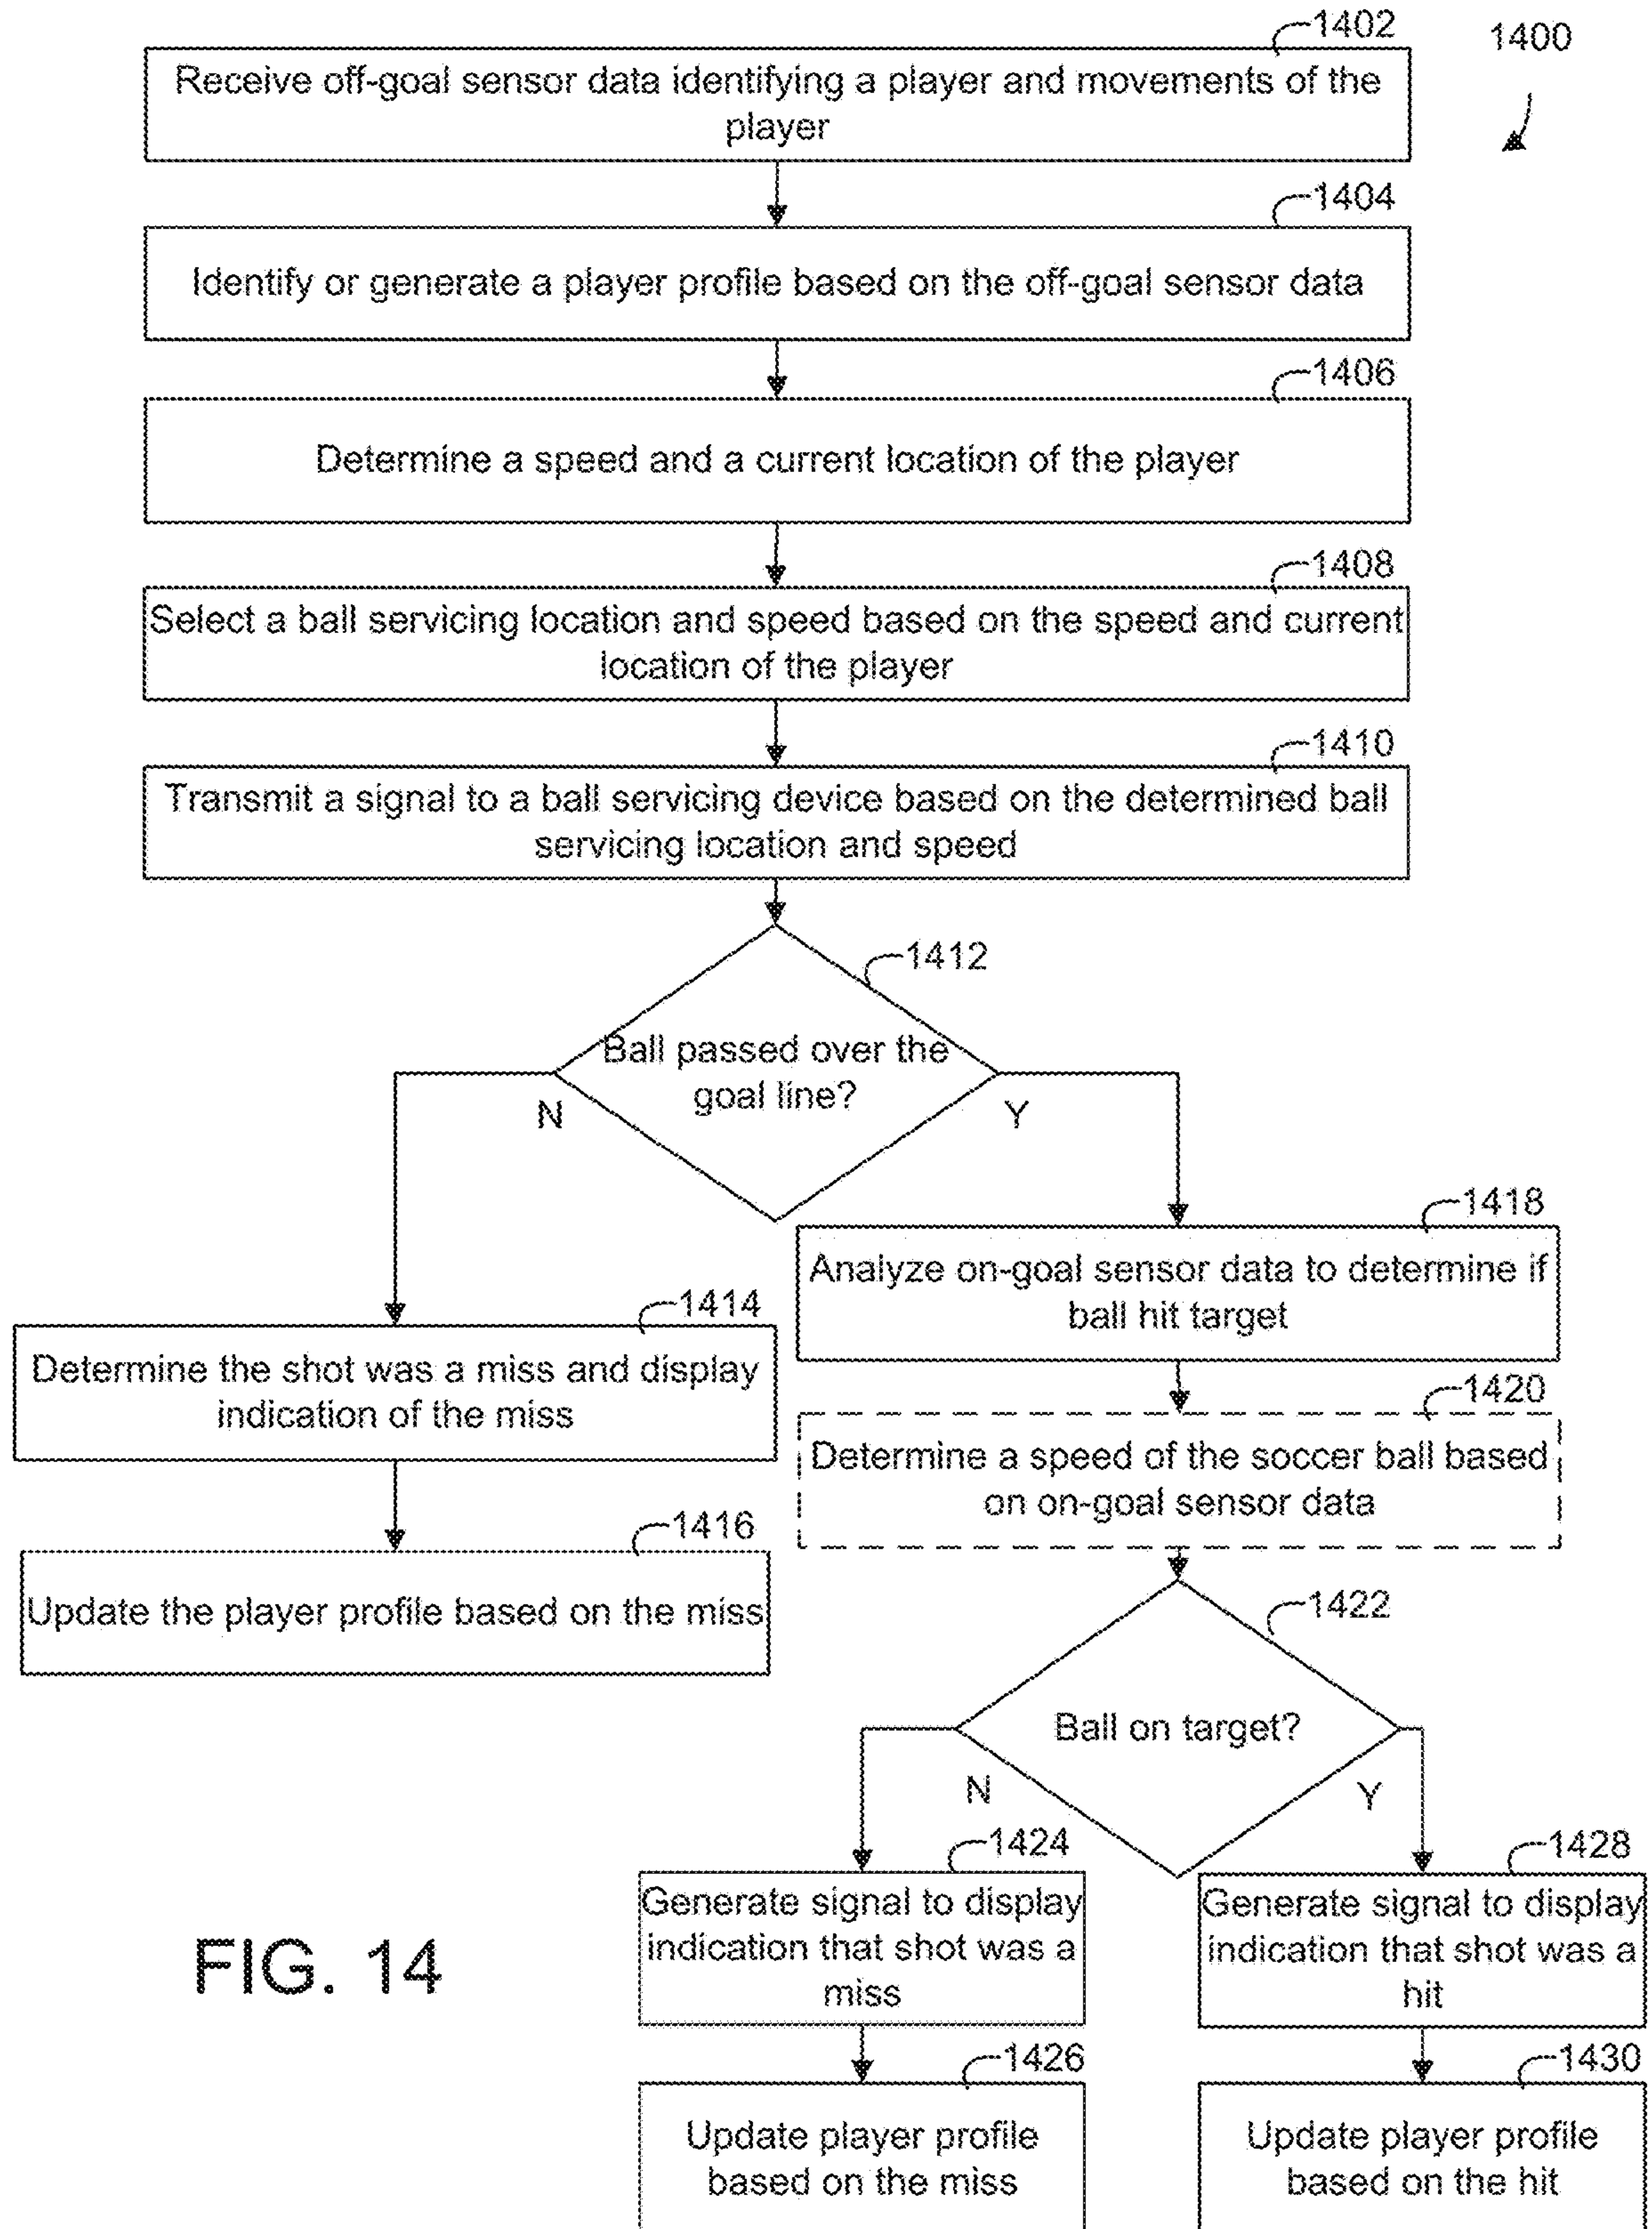 1402
1400
Receive off-goal sensor data identifying a player and movements of the
player
1404
Identify or generate a player profile based on the off-goal sensor data
1406
Determine a speed and a current location of the player
1408
Select a ball servicing location and speed based on the speed and current
location of the player
1410
Transmit a signal to a ball servicing device based on the determined ball
servicing location and speed
1412
Ball passed over the
goal line?
N
Y
1418
Analyze on-goal sensor data to determine if
ball hit target
1414
Determine the shot was a miss and display
indication of the miss
1420
Determine a speed of the soccer ball based
on on-goal sensor data
1416
Update the player profile based on the miss
1422
Ball on target?
N
Y
1424
Generate signal to display
indication that shot was a
miss
1428
Generate signal to display
indication that shot was a
hit
FIG. 14
1426
Update player profile
based on the miss
1430
Update player profile
based on the hit